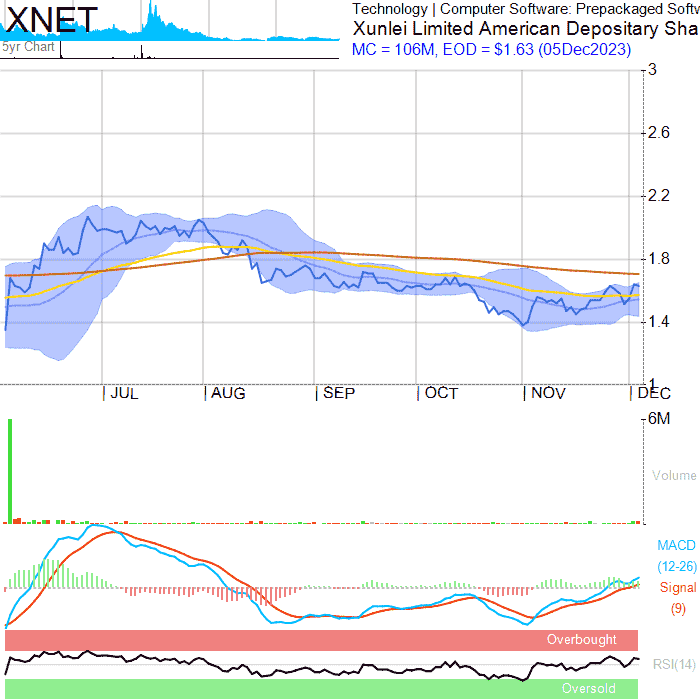 XNET
5yr Chart
Technology | Computer Software: Prepackaged Softw
Xunlei Limited American Depositary Sha
MC = 106M, EOD = $1.63 (05Dec2023)
3
2.6
2.2
1.8
1.4
1
JUL
AUG
SEP
OCT
NOV
DEC
6M
Volume
MACD
(12-26)
Signal
(9)
Overbought
RSI(14)
Oversold